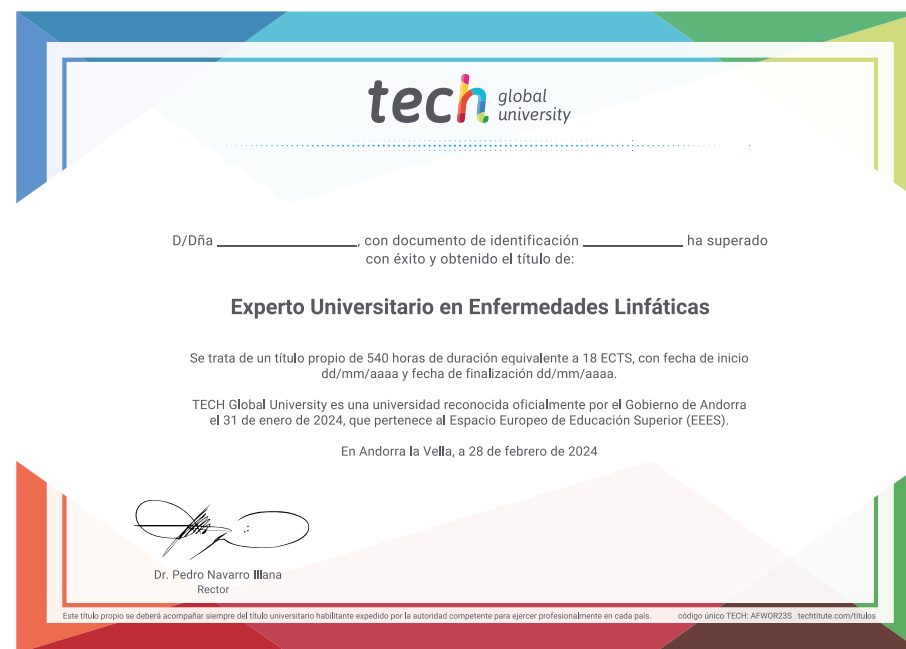 tech global university
D/Dña ____________________, con documento de identificación ______________ ha superado
con éxito y obtenido el título de:
Experto Universitario en Enfermedades Linfáticas
Se trata de un título propio de 540 horas de duración equivalente a 18 ECTS, con fecha de inicio
dd/mm/aaaa y fecha de finalización dd/mm/aaaa.
TECH Global University es una universidad reconocida oficialmente por el Gobierno de Andorra
el 31 de enero de 2024, que pertenece al Espacio Europeo de Educación Superior (EEES).
En Andorra la Vella, a 28 de febrero de 2024
Dr. Pedro Navarro Illana
Rector
Este título propio se deberá acompañar siempre del título universitario habilitante expedido por la autoridad competente para ejercer profesionalmente en cada país. código único TECH: AFWOR23S techtitute.com/titulos